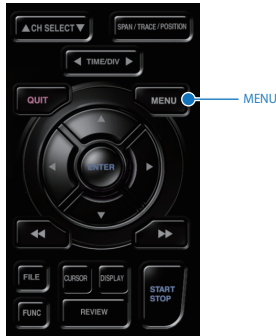 ▲CH SELECT▼
SPAN / TRACE / POSITION
◀ TIME/DIV ▶
QUIT
MENU
MENU
ENTER
FILE
CURSOR
DISPLAY
START
STOP
FUNC
REVIEW